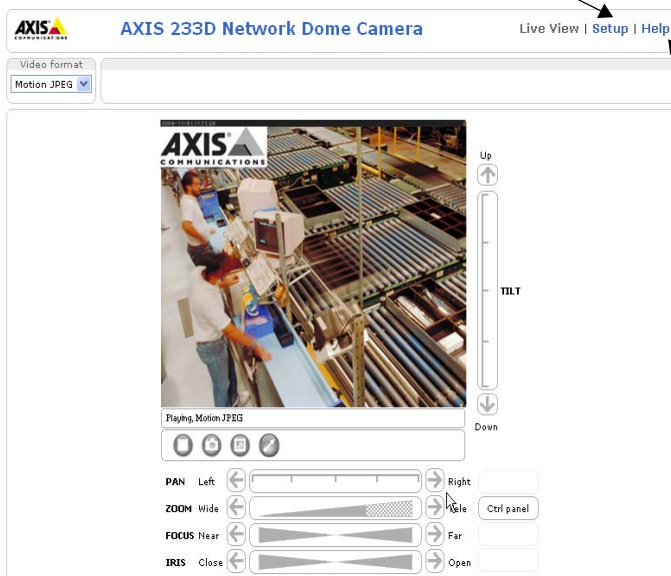 AXIS
COMMUNICATIONS
AXIS 233D Network Dome Camera
Live View | Setup | Help
Video format
Motion JPEG
AXIS
COMMUNICATIONS
Up
TILT
Down
Playing, Motion JPEG
PAN Left Right
ZOOM Wide Tele Ctrl panel
FOCUS Near Far
IRIS Close Open